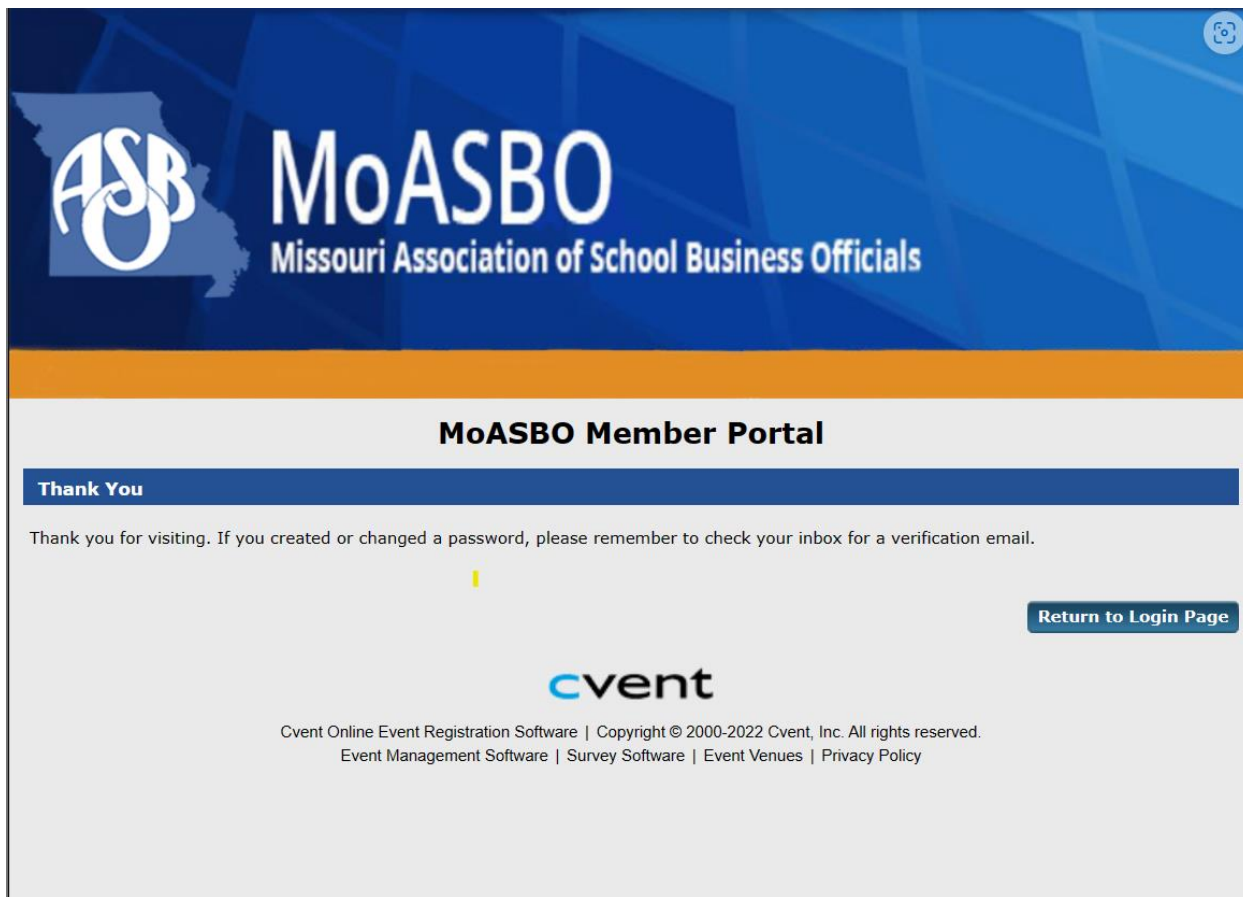 ASBO
MoASBO
Missouri Association of School Business Officials
MoASBO Member Portal
Thank You
Thank you for visiting. If you created or changed a password, please remember to check your inbox for a verification email.
Return to Login Page
cvent
Cvent Online Event Registration Software | Copyright © 2000-2022 Cvent, Inc. All rights reserved.
Event Management Software | Survey Software | Event Venues | Privacy Policy